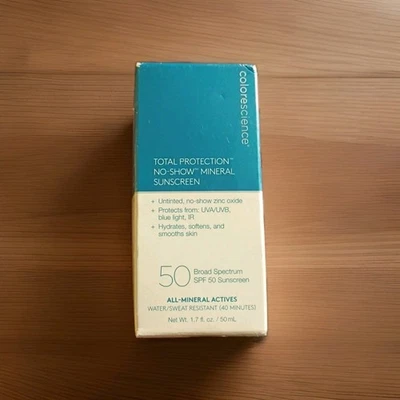 colorescience®
TOTAL PROTECTION™
NO-SHOW™ MINERAL
SUNSCREEN
+ Untinted, no-show zinc oxide
+ Protects from: UVA/UVB,
blue light, IR
+ Hydrates, softens, and
smooths skin
50 Broad Spectrum
SPF 50 Sunscreen
ALL-MINERAL ACTIVES
WATER/SWEAT RESISTANT (40 MINUTES)
Net Wt. 1.7 fl. oz. / 50 mL